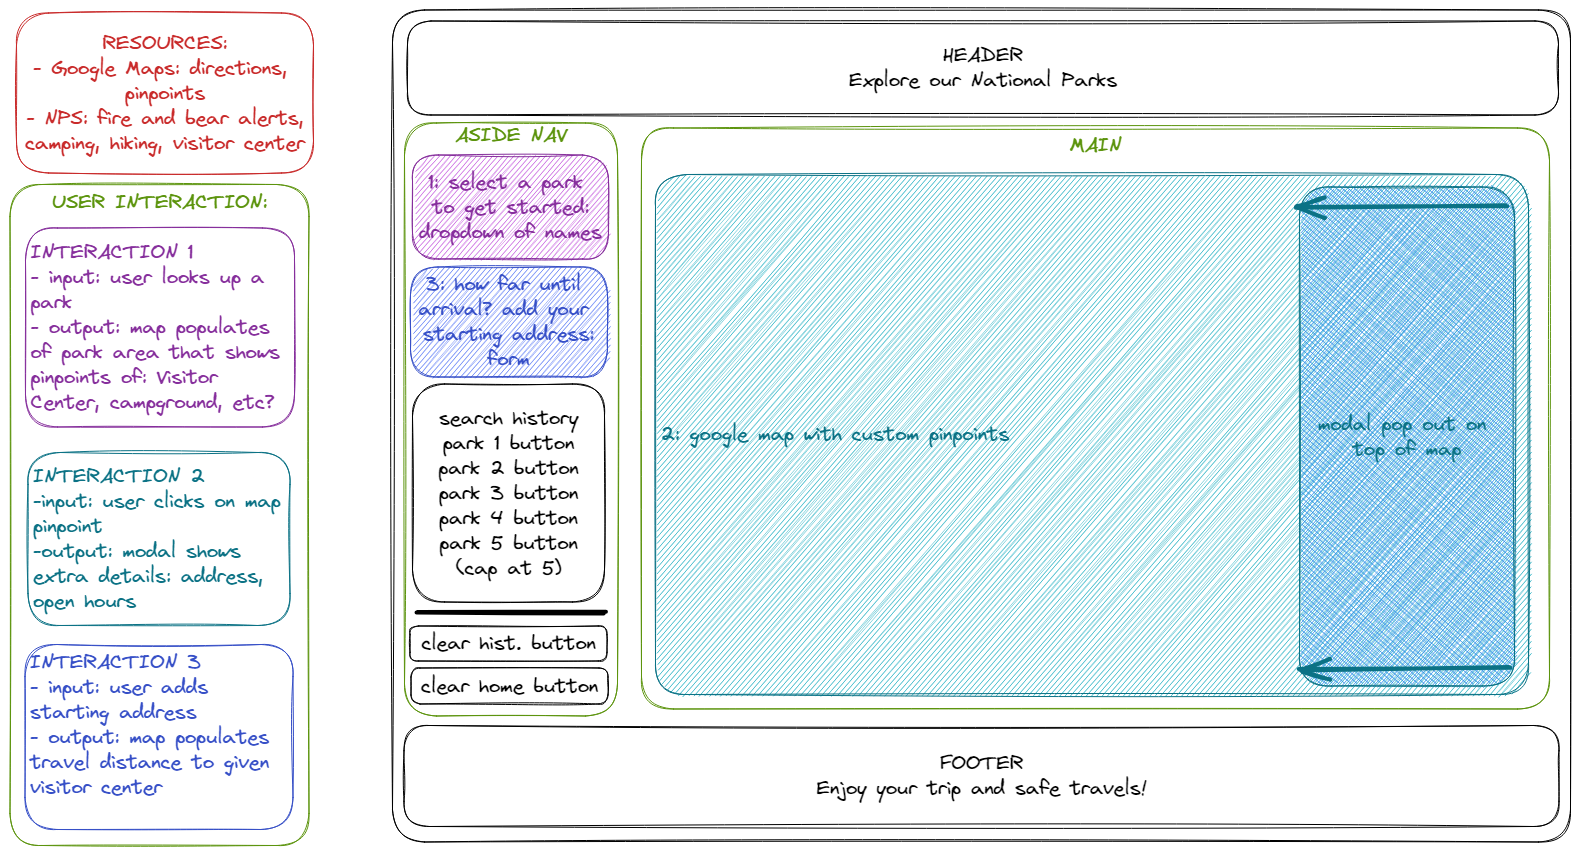 RESOURCES:
- Google Maps: directions,
pinpoints
- NPS: fire and bear alerts,
camping, hiking, visitor center
USER INTERACTION:
INTERACTION 1
- input: user looks up a
park
- output: map populates
of park area that shows
pinpoints of: Visitor
Center, campground, etc?
INTERACTION 2
-input: user clicks on map
pinpoint
-output: modal shows
extra details: address,
open hours
INTERACTION 3
- input: user adds
starting address
- output: map populates
travel distance to given
visitor center
HEADER
Explore our National Parks
ASIDE NAV
1: select a park
to get started:
dropdown of names
3: how far until
arrival? add your
starting address:
form
search history
park 1 button
park 2 button
park 3 button
park 4 button
park 5 button
(cap at 5)
clear hist. button
clear home button
MAIN
2: google map with custom pinpoints
modal pop out on
top of map
FOOTER
Enjoy your trip and safe travels!